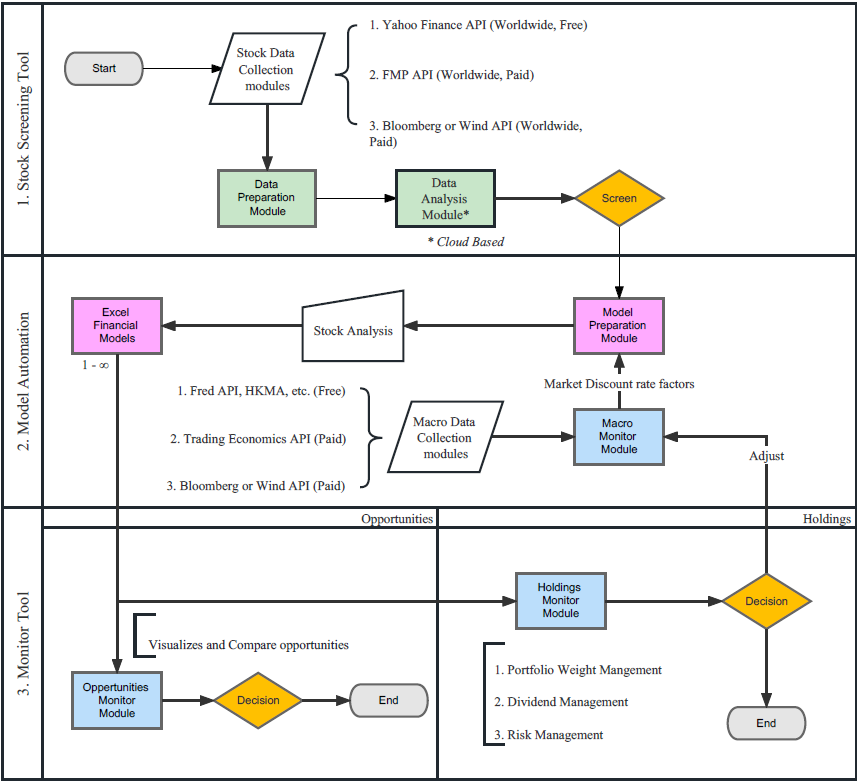 1. Stock Screening Tool
Start
Stock Data
Collection
modules
1. Yahoo Finance API (Worldwide, Free)
2. FMP API (Worldwide, Paid)
3. Bloomberg or Wind API (Worldwide,
Paid)
Data
Preparation
Module
Data
Analysis
Module*
Screen
* Cloud Based
2. Model Automation
Excel
Financial
Models
1 - ∞
Stock Analysis
Model
Preparation
Module
Market Discount rate factors
1. Fred API, HKMA, etc. (Free)
2. Trading Economics API (Paid)
3. Bloomberg or Wind API (Paid)
Macro Data
Collection
modules
Macro
Monitor
Module
Adjust
3. Monitor Tool
Opportunities
Holdings
Visualizes and Compare opportunities
Oppertunities
Monitor
Module
Decision
End
Holdings
Monitor
Module
Decision
1. Portfolio Weight Mangement
2. Dividend Management
3. Risk Management
End